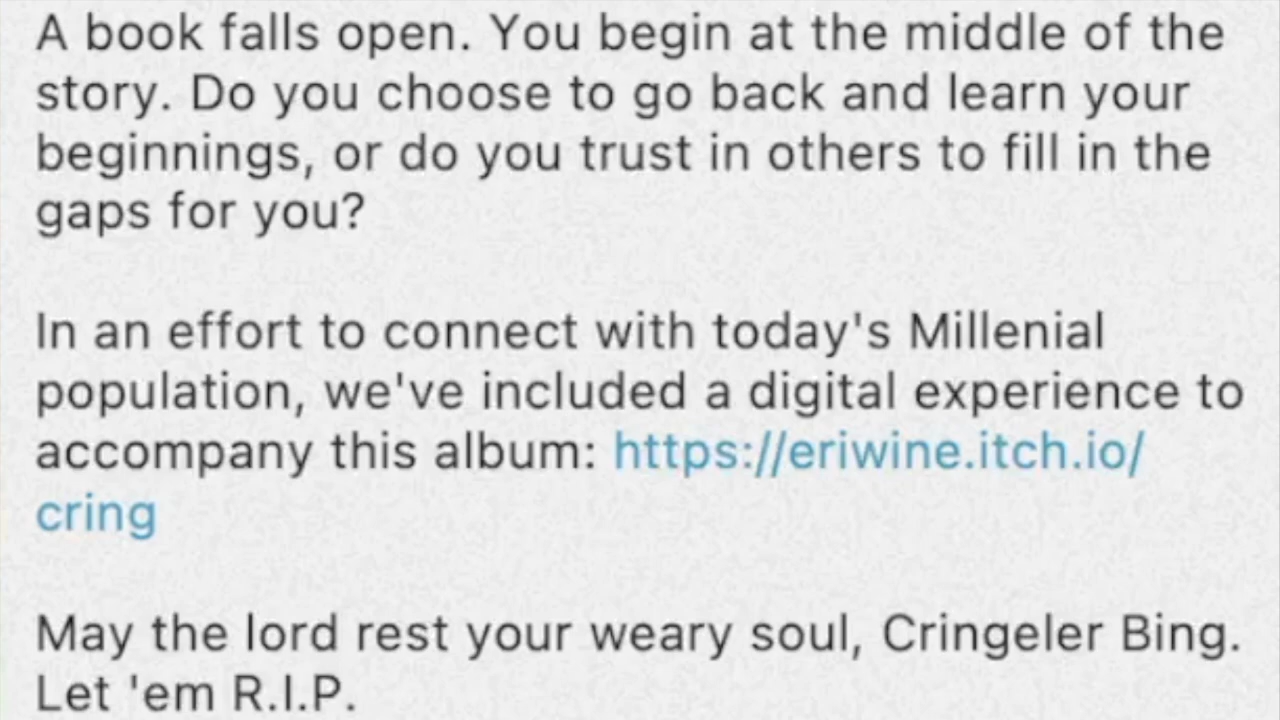 A book falls open. You begin at the middle of the
story. Do you choose to go back and learn your
beginnings, or do you trust in others to fill in the
gaps for you?
In an effort to connect with today's Millenial
population, we've included a digital experience to
accompany this album: https://eriwine.itch.io/
cring
May the lord rest your weary soul, Cringeler Bing.
Let 'em R.I.P.